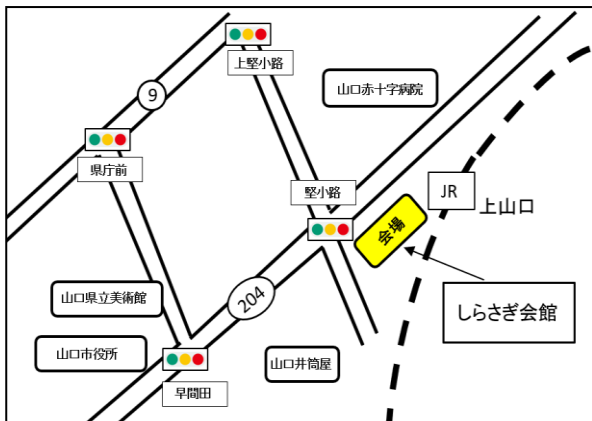 上堅小路
山口赤十字病院
9
県庁前
堅小路
JR
上山口
会場
山口県立美術館
204
しらさぎ会館
山口市役所
山口井筒屋
早間田